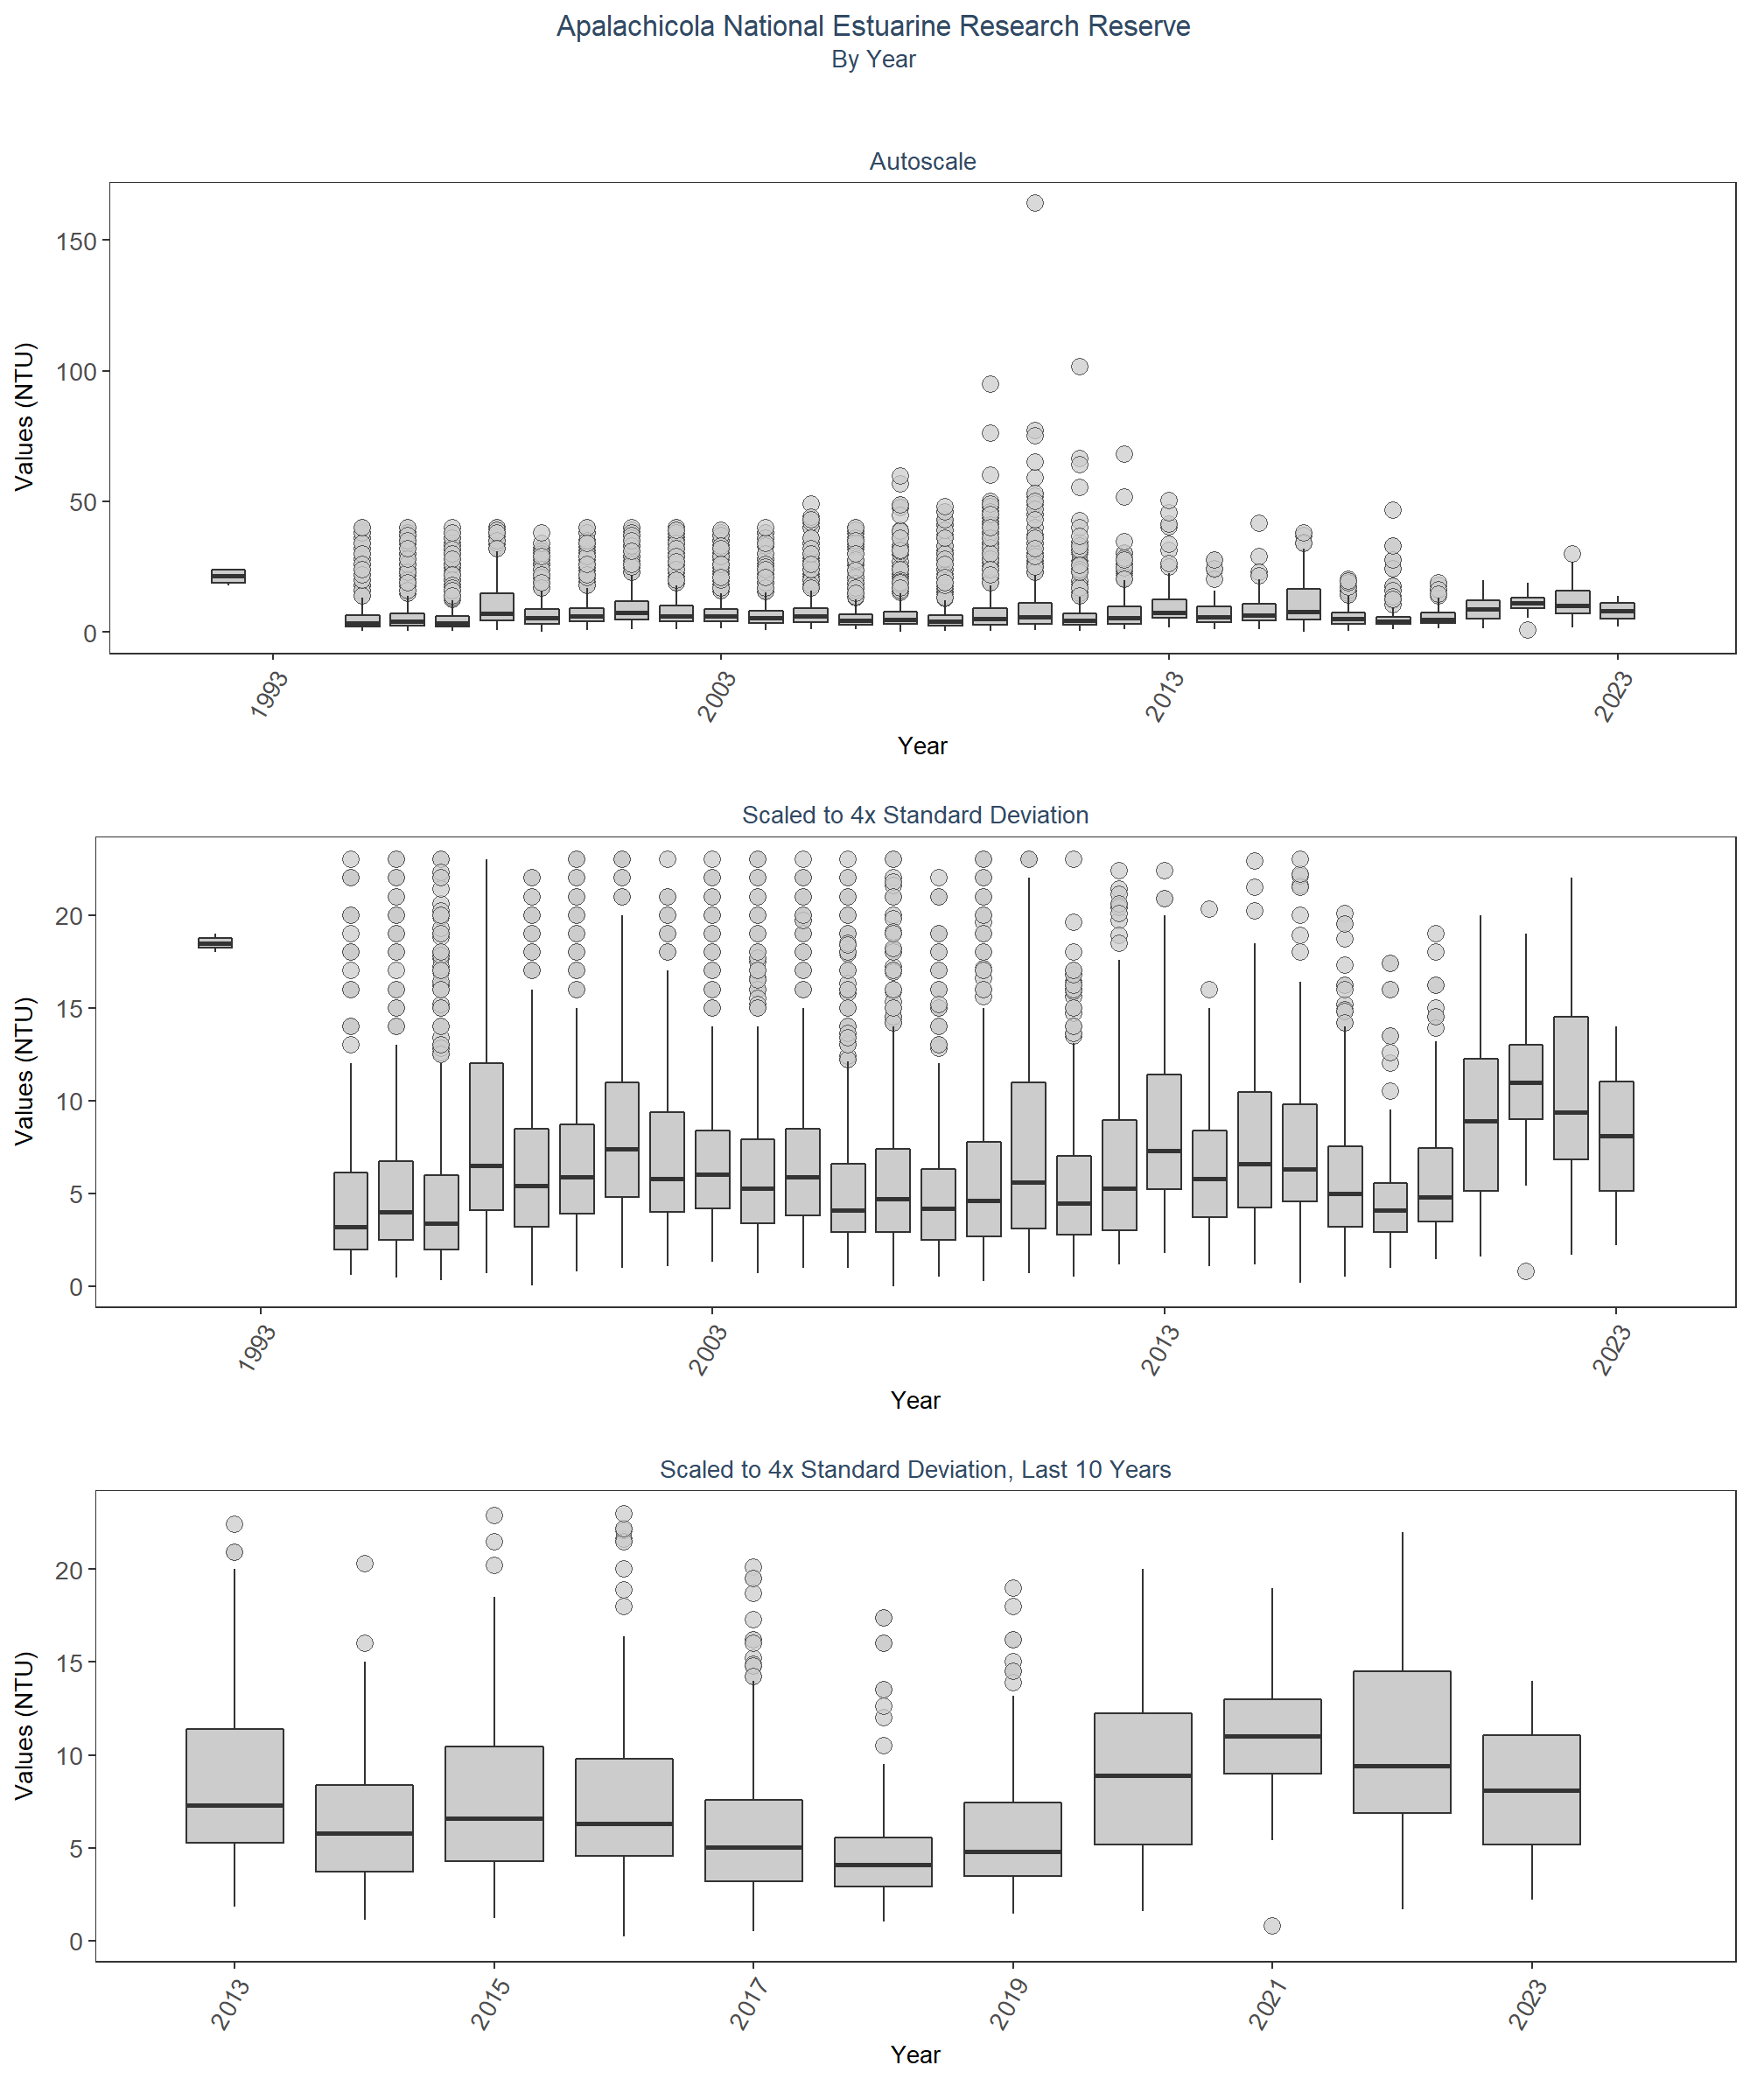 Apalachicola National Estuarine Research Reserve
By Year
Autoscale
Values (NTU)
150
100
50
0
1993
2003
2013
2023
Year
Scaled to 4x Standard Deviation
Values (NTU)
20
15
10
5
0
1993
2003
2013
2023
Year
Scaled to 4x Standard Deviation, Last 10 Years
Values (NTU)
20
15
10
5
0
2013
2015
2017
2019
2021
2023
Year